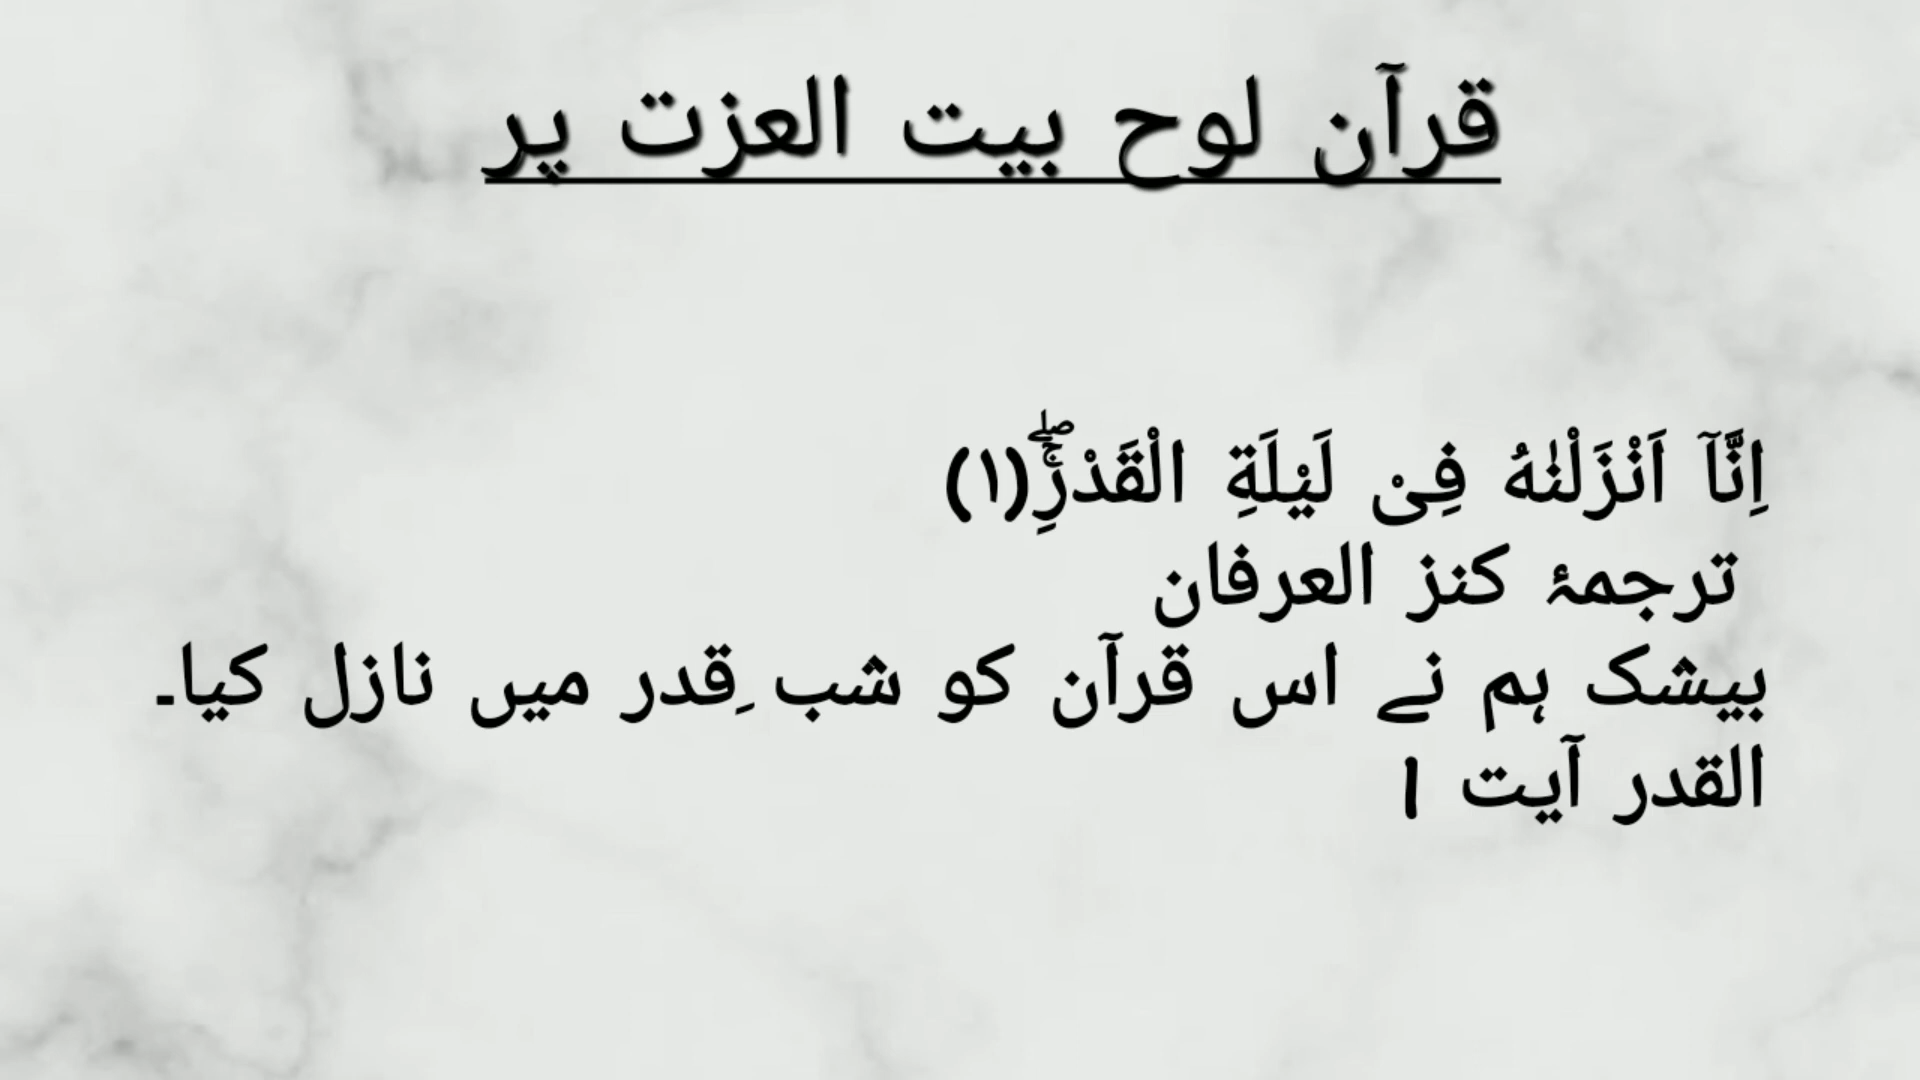 قرآن لوح بیت العزت پر
اِنَّاۤ اَنْزَلْنٰهُ فِیْ لَیْلَةِ الْقَدْرِۚۖ(۱)
ترجمۂ کنز العرفان
بیشک ہم نے اس قرآن کو شب ِقدر میں نازل کیا۔
القدر آیت 1